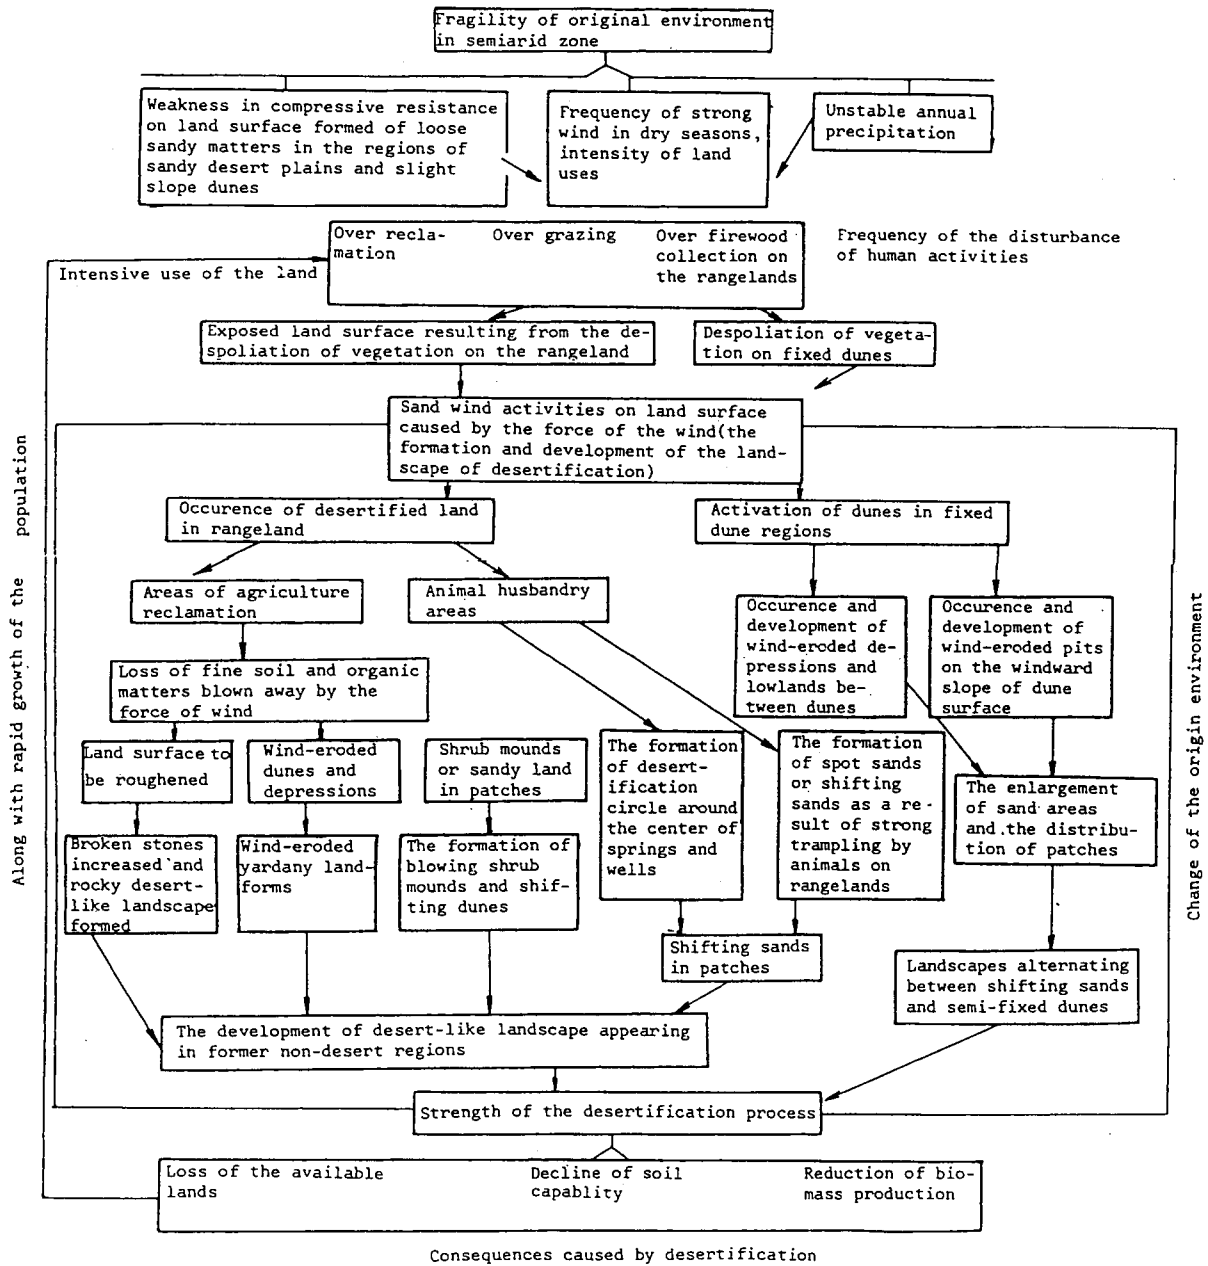 Fragility of original environment
in semiarid zone
Weakness in compressive resistance
on land surface formed of loose
sandy matters in the regions of
sandy desert plains and slight
slope dunes
Frequency of strong
wind in dry seasons,
intensity of land
uses
Unstable annual
precipitation
Over recla-
mation
Over grazing
Over firewood
collection on
the rangelands
Frequency of the disturbance
of human activities
Intensive use of the land
Exposed land surface resulting from the de-
spoliation of vegetation on the rangeland
Despoliation of vegeta-
tion on fixed dunes
Sand wind activities on land surface
caused by the force of the wind(the
formation and development of the land-
scape of desertification)
Occurence of desertified land
in rangeland
Activation of dunes in fixed
dune regions
Areas of agriculture
reclamation
Animal husbandry
areas
Occurence and
development of
wind-eroded de-
pressions and
lowlands be-
tween dunes
Occurence and
development of
wind-eroded pits
on the windward
slope of dune
surface
Loss of fine soil and organic
matters blown away by the
force of wind
Land surface to
be roughened
Wind-eroded
dunes and
depressions
Shrub mounds
or sandy land
in patches
The formation
of desert-
ification
circle around
the center of
springs and
wells
The formation
of spot sands
or shifting
sands as a re-
sult of strong
trampling by
animals on
rangelands
The enlargement
of sand areas
and the distribu-
tion of patches
Broken stones
increased and
rocky desert-
like landscape
formed
Wind-eroded
yardany land-
forms
The formation of
blowing shrub
mounds and shif-
ting dunes
Shifting sands
in patches
Landscapes alternating
between shifting sands
and semi-fixed dunes
The development of desert-like landscape appearing
in former non-desert regions
Strength of the desertification process
Loss of the available
lands
Decline of soil
capablity
Reduction of bio-
mass production
Consequences caused by desertification
Along with rapid growth of the population
Change of the origin environment